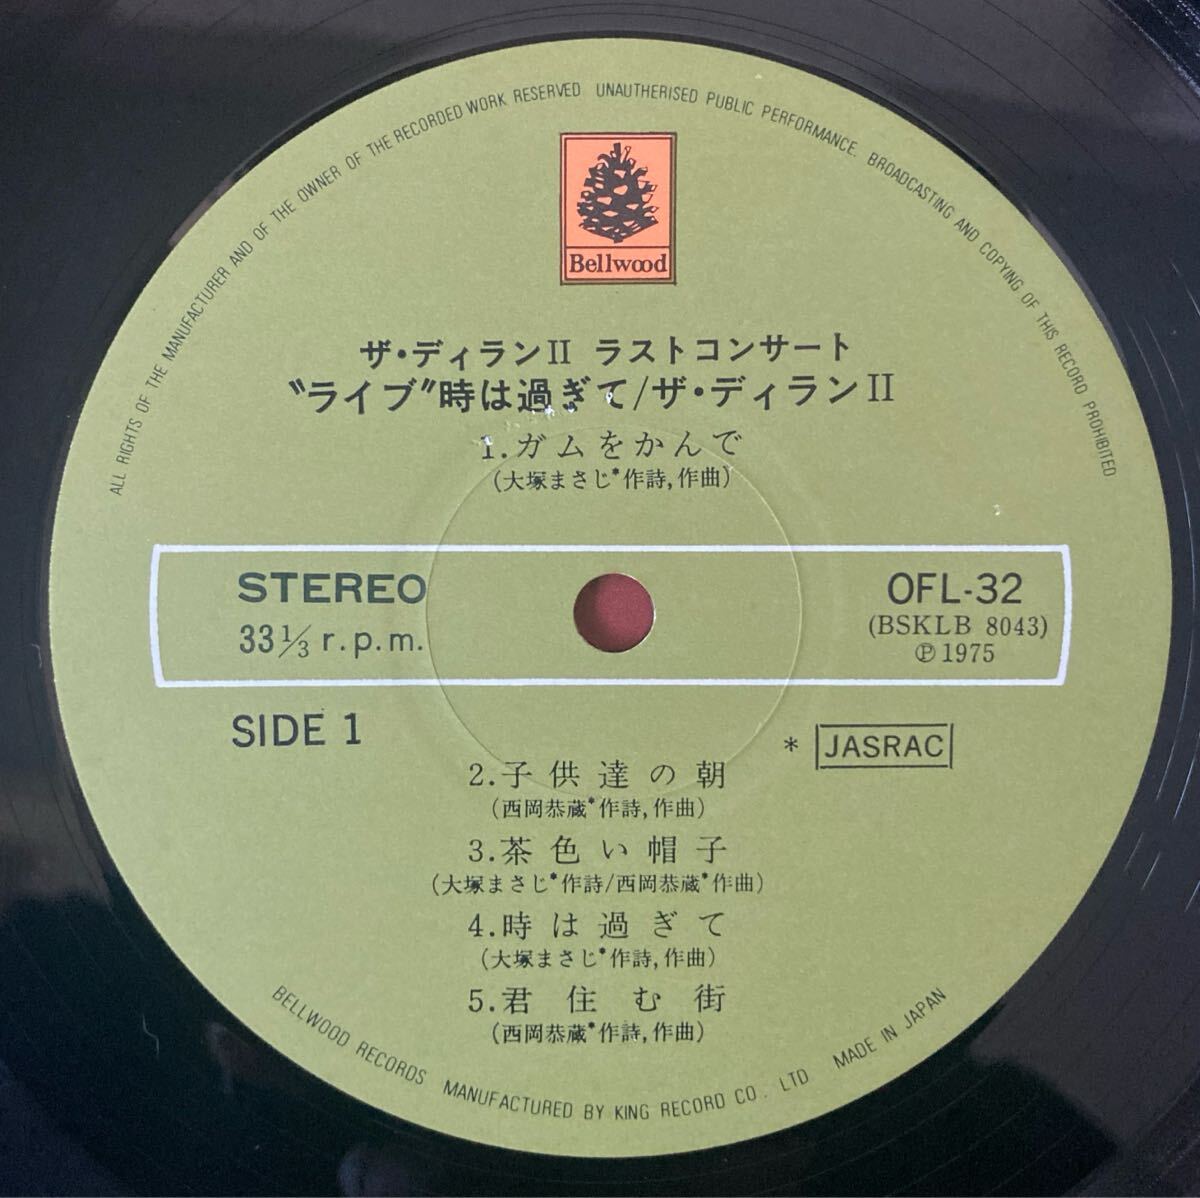 ALL RIGHTS OF THE MANUFACTURER AND OF THE OWNER OF THE RECORDED WORK RESERVED UNAUTHERISED PUBLIC PERFORMANCE. BROADCASTING AND COPYING OF THIS RECORD PROHIBITED
Bellwood
ザ・ディランII ラストコンサート
〝ライブ〞時は過ぎて/ザ・ディランII
1.ガムをかんで
(大塚まさじ*作詩,作曲)
STEREO
33⅓ r.p.m.
OFL-32
(BSKLB 8043)
Ⓟ1975
SIDE 1
* JASRAC
2.子供達の朝
(西岡恭蔵*作詩,作曲)
3.茶色い帽子
(大塚まさじ*作詩/西岡恭蔵*作曲)
4.時は過ぎて
(大塚まさじ*作詩,作曲)
5.君住む街
(西岡恭蔵*作詩,作曲)
BELLWOOD RECORDS MANUFACTURED BY KING RECORD CO. LTD MADE IN JAPAN